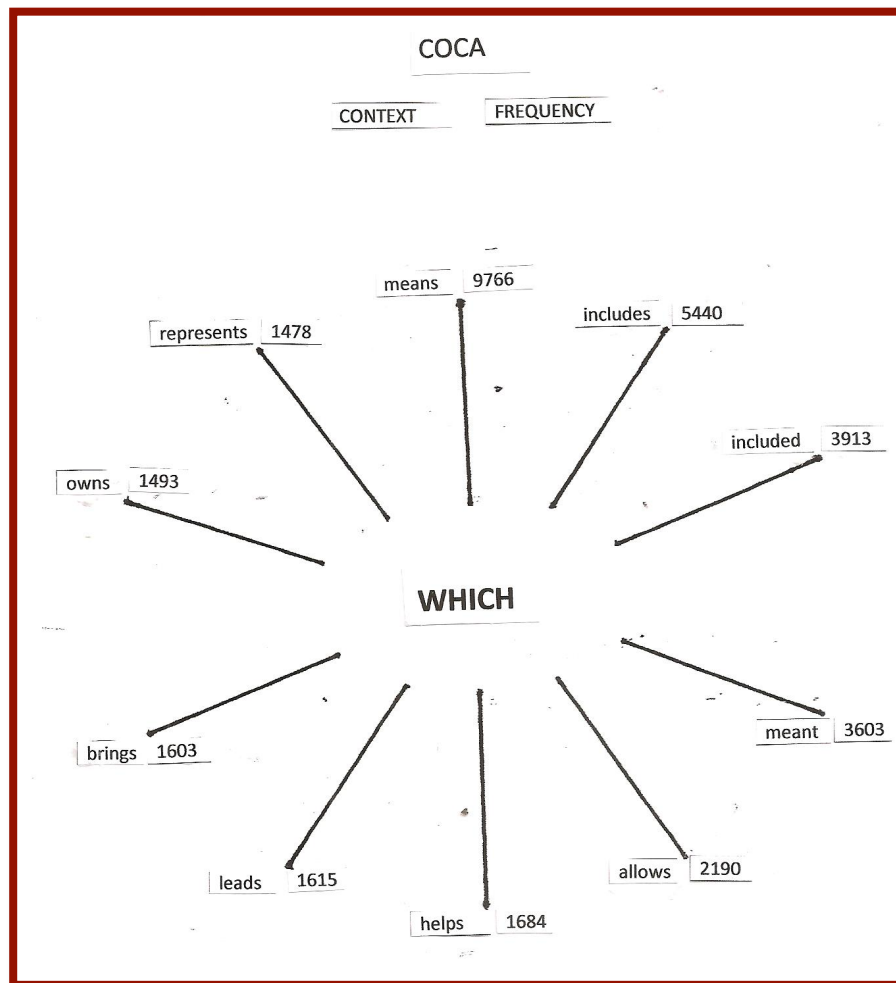 COCA
CONTEXT FREQUENCY
means 9766
includes 5440
represents 1478
included 3913
owns 1493
WHICH
meant 3603
brings 1603
allows 2190
leads 1615
helps 1684